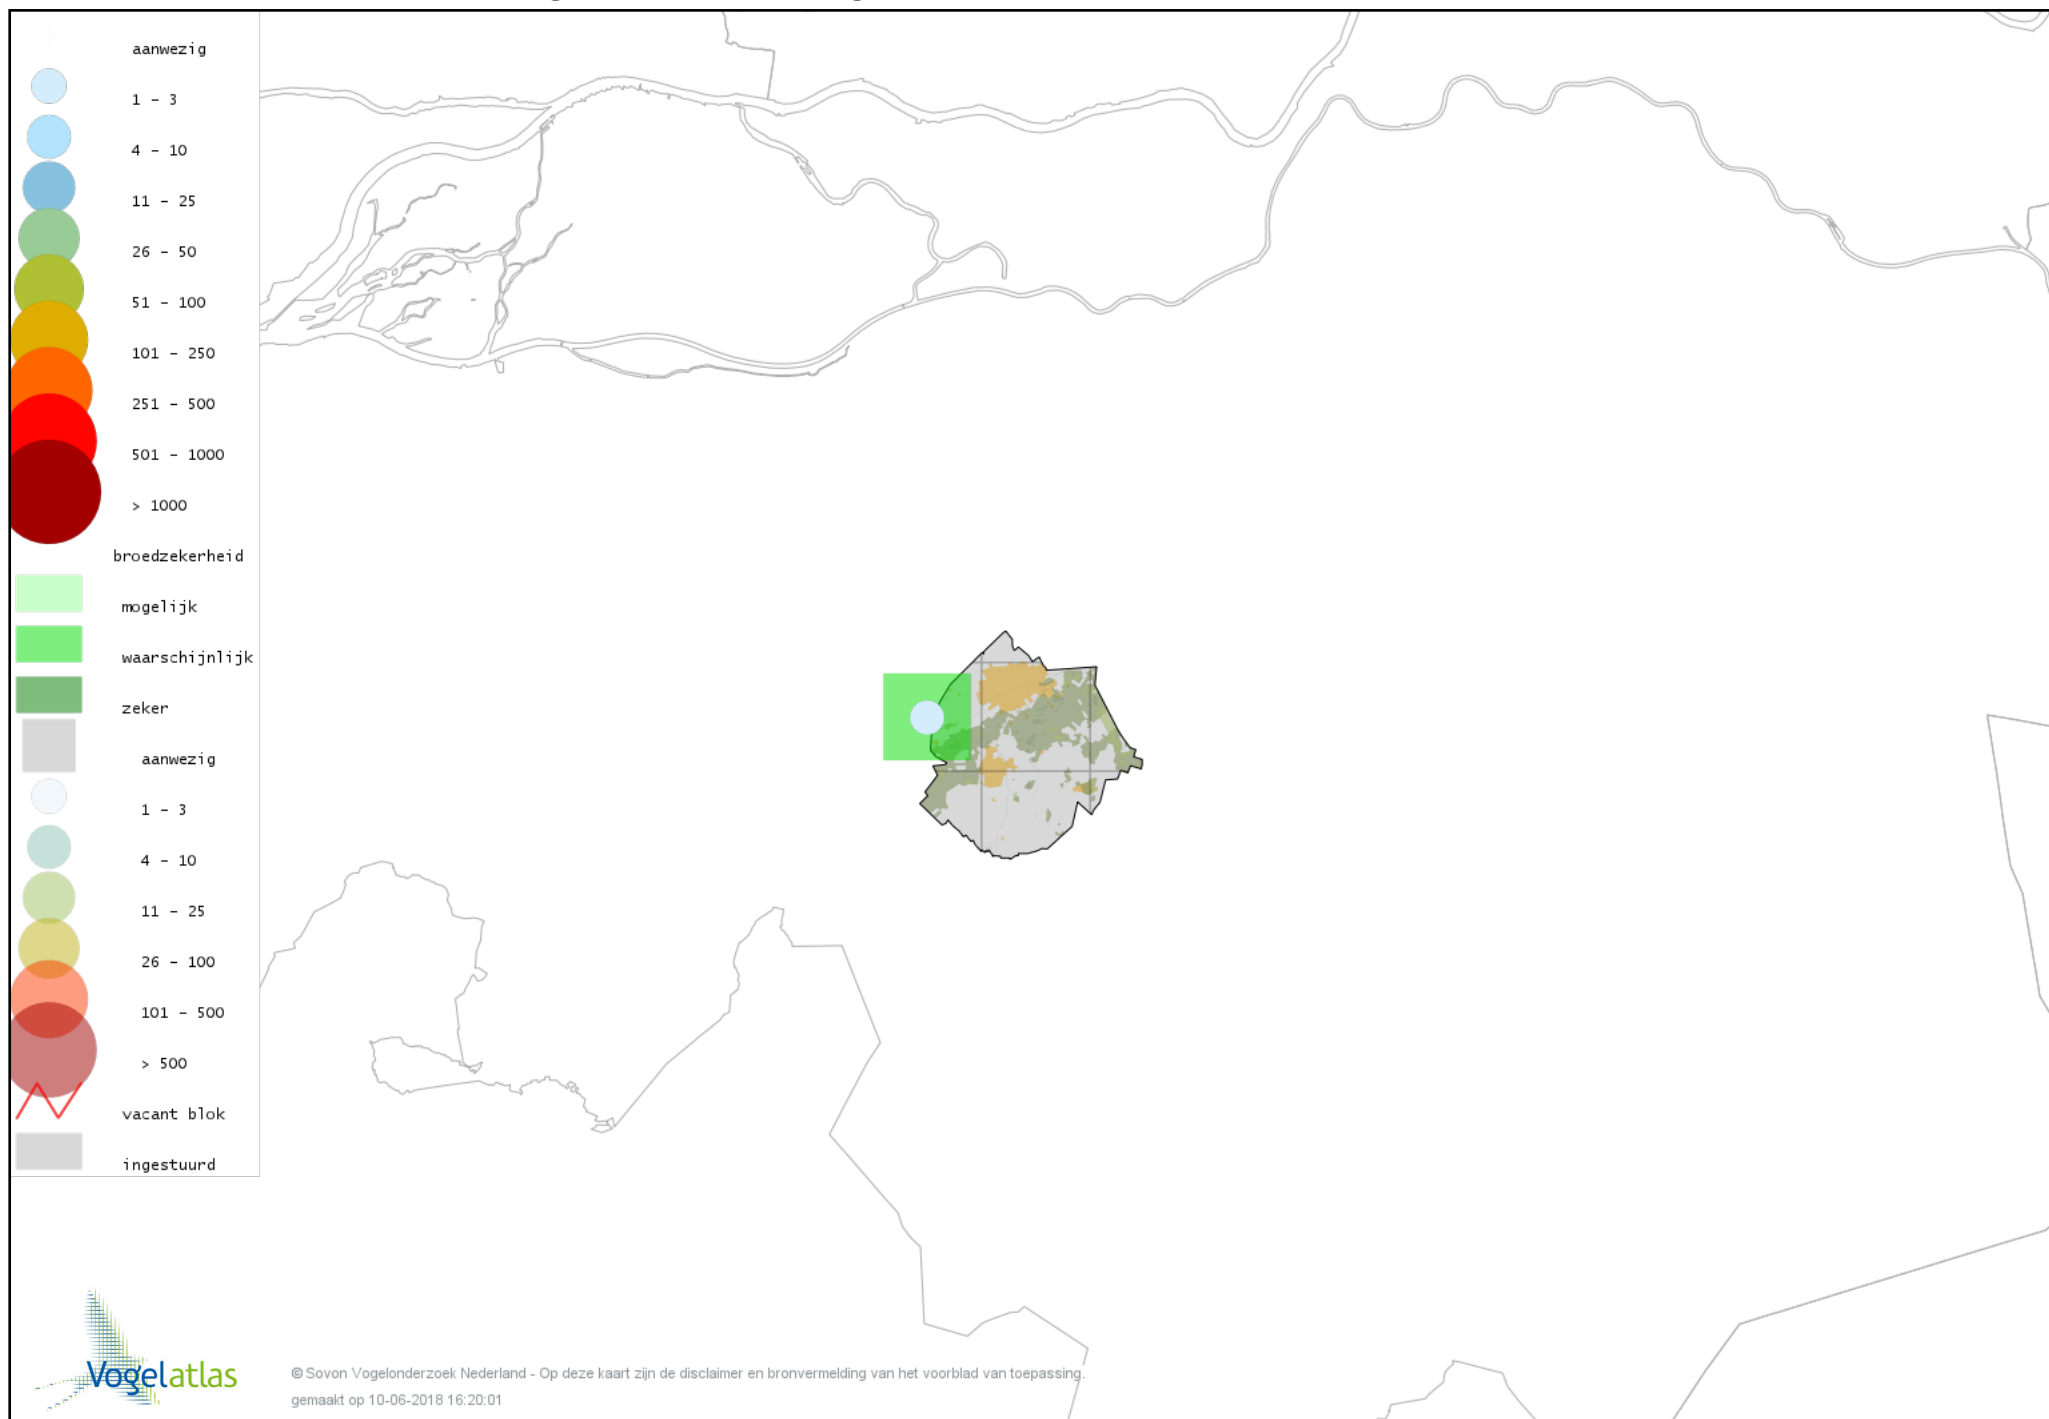 aanwezig
1 - 3
4 - 10
11 - 25
26 - 50
51 - 100
101 - 250
251 - 500
501 - 1000
> 1000
broedzekerheid
mogelijk
waarschijnlijk
zeker
aanwezig
1 - 3
4 - 10
11 - 25
26 - 100
101 - 500
> 500
vacant blok
ingestuurd
Vogelatlas
© Sovon Vogelonderzoek Nederland - Op deze kaart zijn de disclaimer en bronvermelding van het voorblad van toepassing.
gemaakt op 10-06-2018 16:20:01